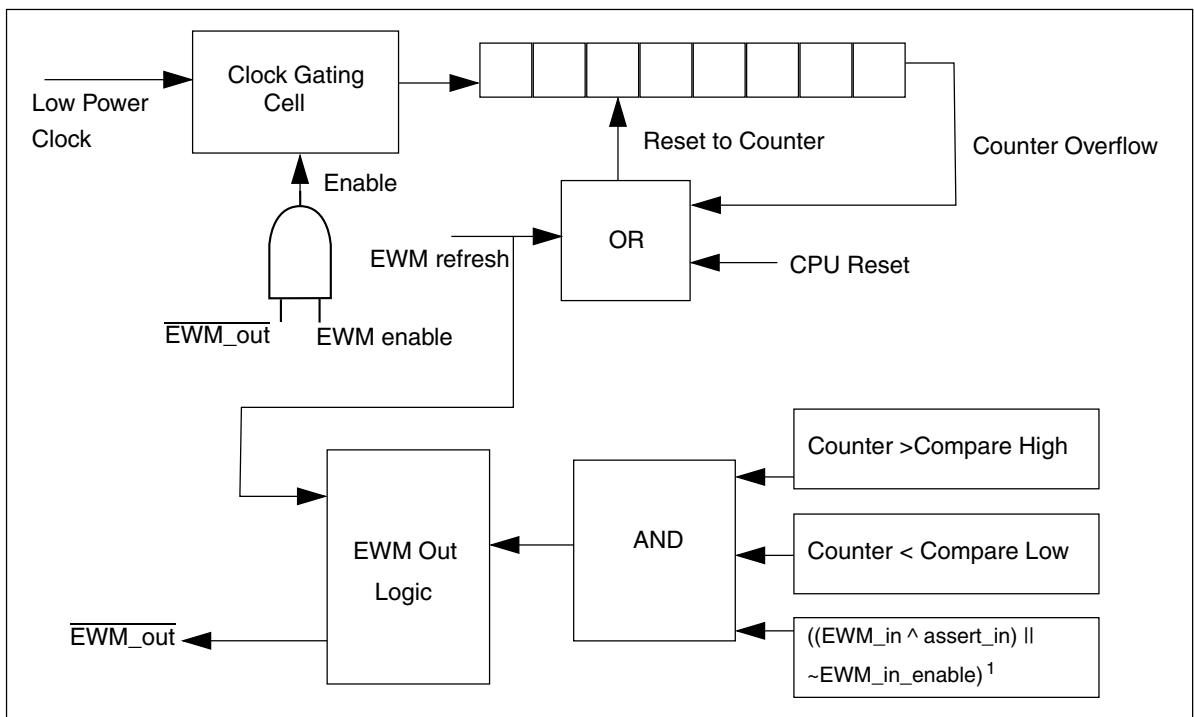 Clock Gating
Cell
Low Power
Clock
Reset to Counter
Counter Overflow
Enable
OR
EWM refresh
CPU Reset
EWM_out
EWM enable
Counter >Compare High
EWM Out
Logic
AND
Counter < Compare Low
EWM_out
((EWM_in ^ assert_in) ||
~EWM_in_enable) 1